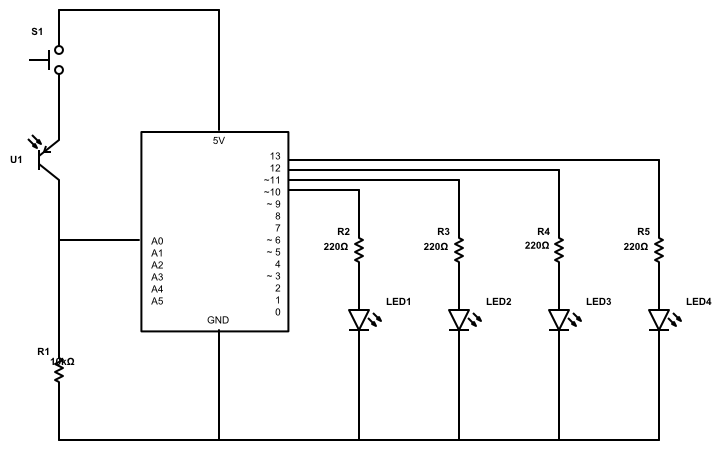 S1
U1
5V
13
12
~11
~10
~ 9
8
7
~ 6
~ 5
4
~ 3
2
1
0
A0
A1
A2
A3
A4
A5
GND
R1
10kΩ
R2
220Ω
R3
220Ω
R4
220Ω
R5
220Ω
LED1
LED2
LED3
LED4